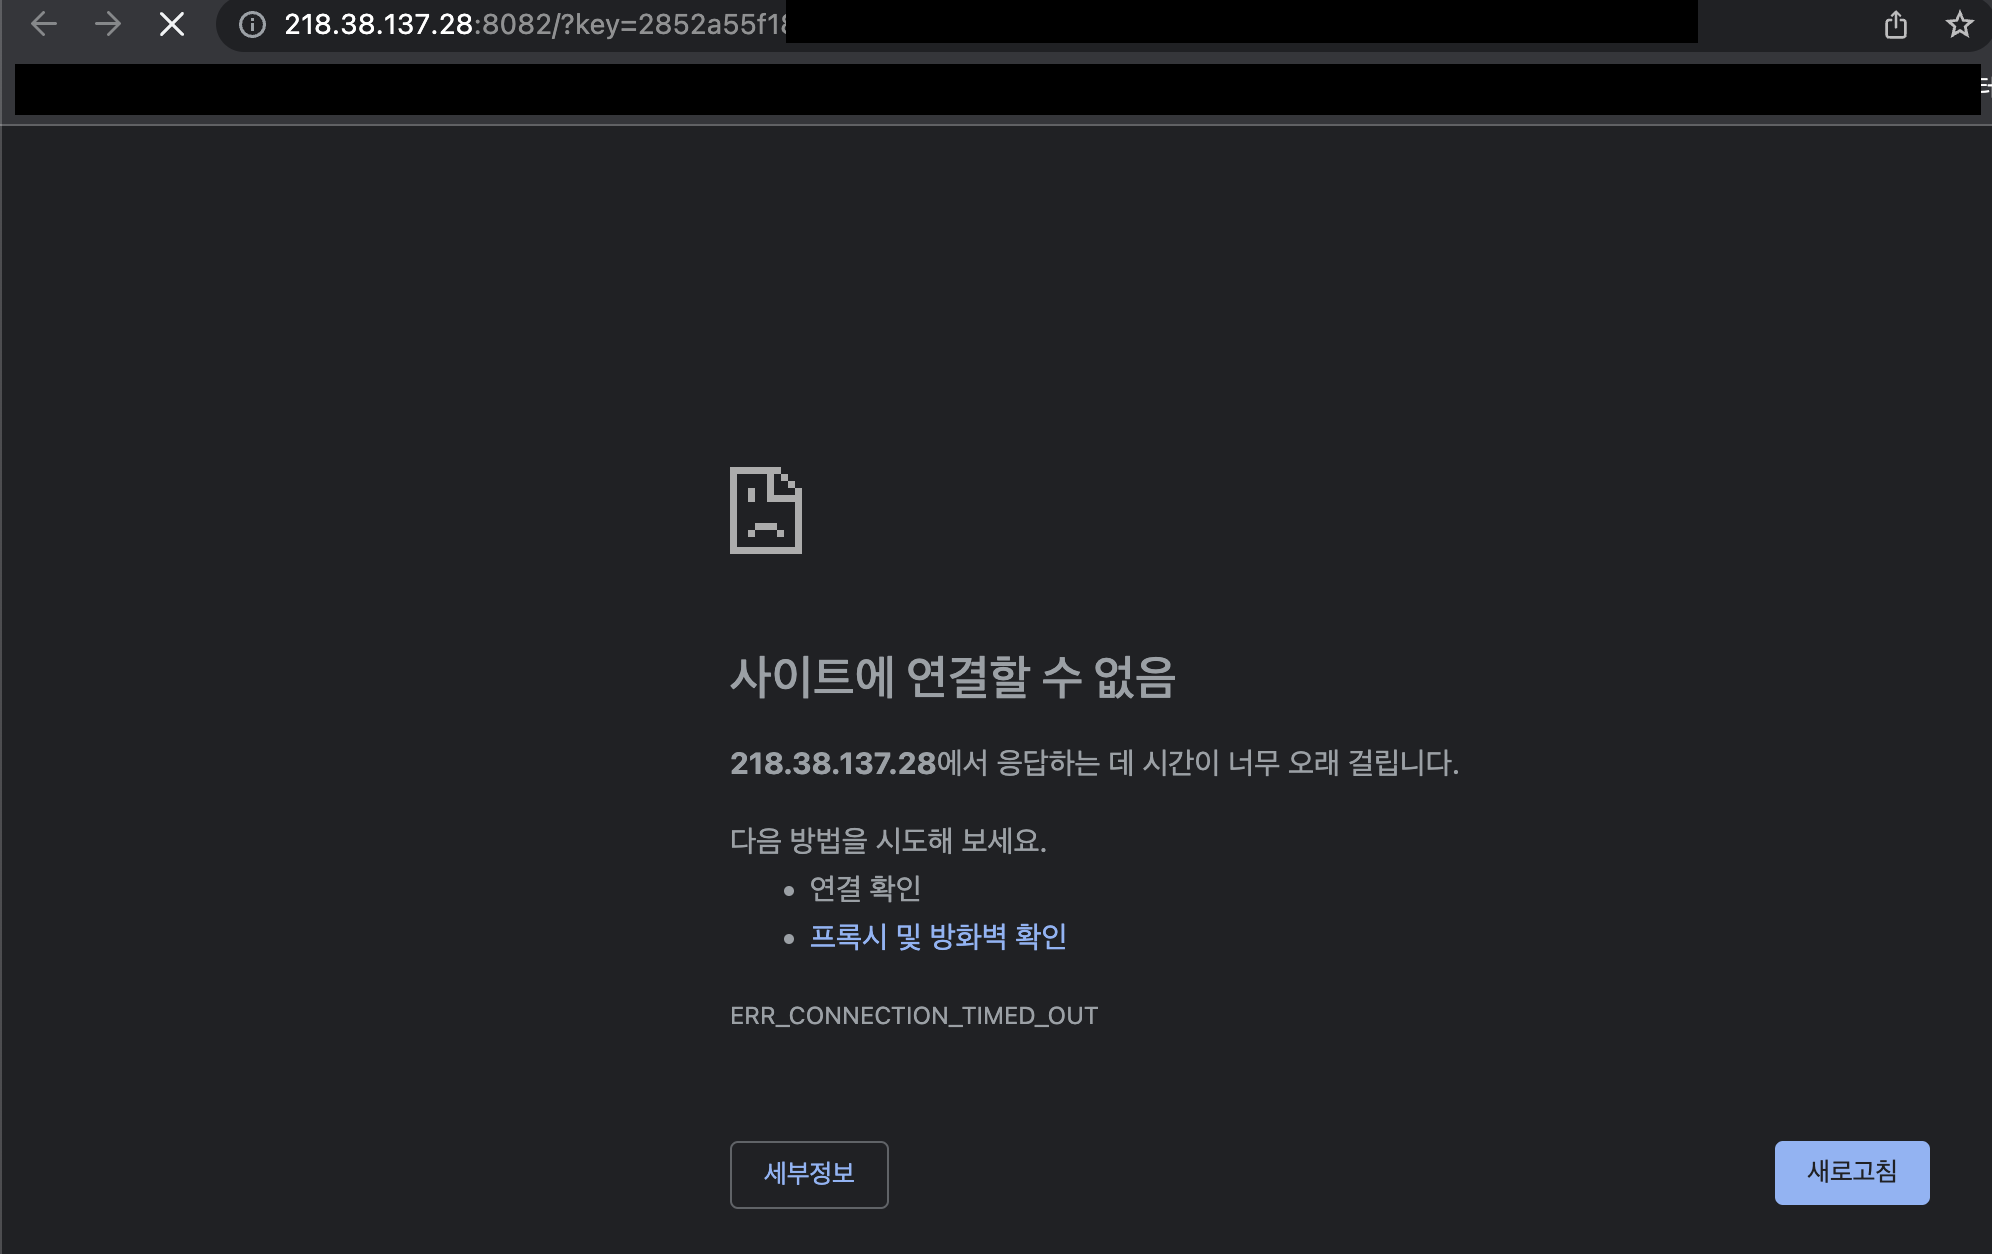 218.38.137.28:8082/?key=2852a55f18
사이트에 연결할 수 없음
218.38.137.28에서 응답하는 데 시간이 너무 오래 걸립니다.
다음 방법을 시도해 보세요.
• 연결 확인
• 프록시 및 방화벽 확인
ERR_CONNECTION_TIMED_OUT
세부정보
새로고침